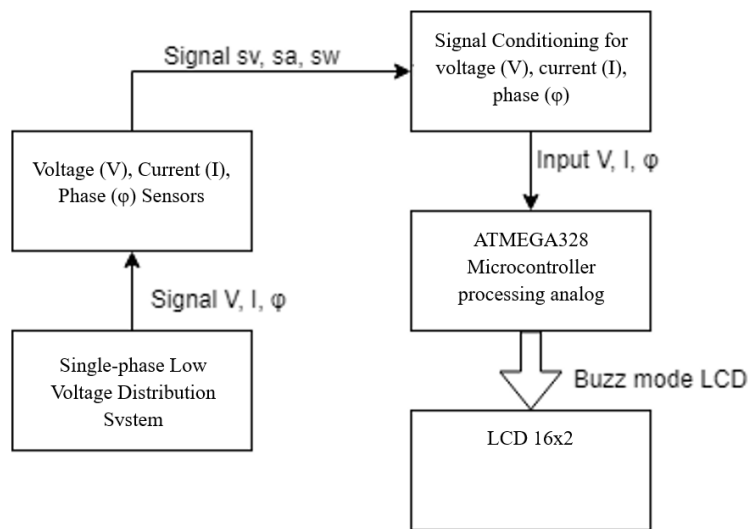 Signal sv, sa, sw
Signal Conditioning for
voltage (V), current (I),
phase (φ)
Voltage (V), Current (I),
Phase (φ) Sensors
Input V, I, φ
ATMEGA328
Microcontroller
processing analog
Signal V, I, φ
Single-phase Low
Voltage Distribution
Svstem
Buzz mode LCD
LCD 16x2